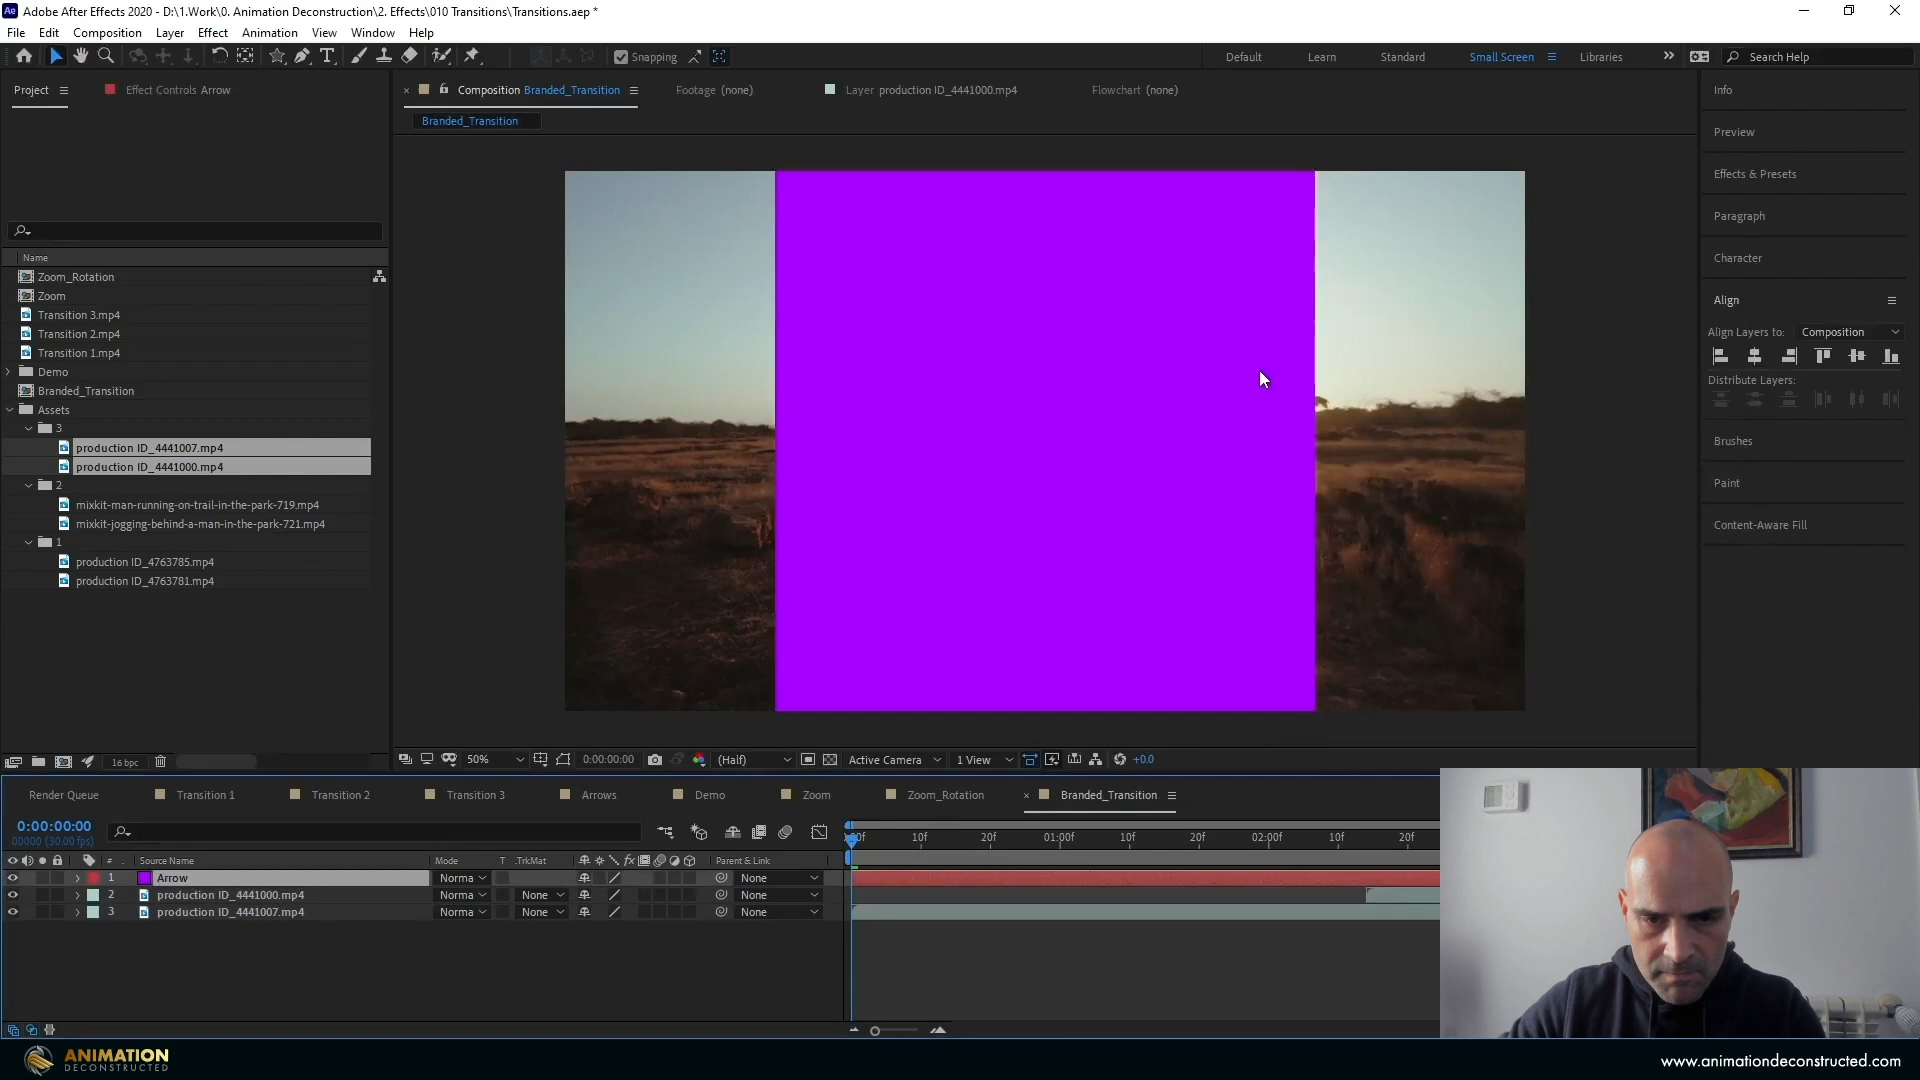 Adobe After Effects 2020 - D:\1.Work\0. Animation Deconstruction\2. Effects\010 Transitions\Transitions.aep *
File Edit Composition Layer Effect Animation View Window Help
Snapping Default Learn Standard Small Screen Libraries Search Help
Project Effect Controls Arrow Composition Branded_Transition Footage (none) Layer production ID_4441000.mp4 Flowchart (none)
Branded_Transition
Name
Zoom_Rotation
Zoom
Transition 3.mp4
Transition 2.mp4
Transition 1.mp4
Demo
Branded_Transition
Assets
3
production ID_4441007.mp4
production ID_4441000.mp4
2
mixkit-man-running-on-trail-in-the-park-719.mp4
mixkit-jogging-behind-a-man-in-the-park-721.mp4
1
production ID_4763785.mp4
production ID_4763781.mp4
16 bpc
Info
Preview
Effects & Presets
Paragraph
Character
Align
Align Layers to: Composition
Distribute Layers:
Brushes
Paint
Content-Aware Fill
50% 0:00:00:00 (Half) Active Camera 1 View +0.0
Render Queue Transition 1 Transition 2 Transition 3 Arrows Demo Zoom Zoom_Rotation Branded_Transition
0:00:00:00
00000 (30.00 fps)
10f 20f 01:00f 10f 20f 02:00f 10f 20f
# Source Name Mode T .TrkMat Parent & Link
1 Arrow Norma None
2 production ID_4441000.mp4 Norma None None
3 production ID_4441007.mp4 Norma None None
ANIMATION
DECONSTRUCTED
www.animationdeconstructed.com